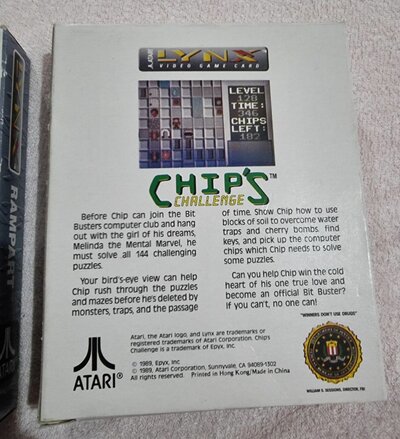 ATARI
LYNX
VIDEO GAME CARD
LEVEL
128
TIME:
346
CHIPS
LEFT:
182
CHIP'S™
CHALLENGE
Before Chip can join the Bit
Busters computer club and hang
out with the girl of his dreams,
Melinda the Mental Marvel, he
must solve all 144 challenging
puzzles.
Your bird's-eye view can help
Chip rush through the puzzles
and mazes before he's deleted by
monsters, traps, and the passage
of time. Show Chip how to use
blocks of soil to overcome water
traps and cherry bombs, find
keys, and pick up the computer
chips which Chip needs to solve
some puzzles.
Can you help Chip win the cold
heart of his one true love and
become an official Bit Buster?
If you can't, no one can!
"WINNERS DON'T USE DRUGS"
WILLIAM S. SESSIONS, DIRECTOR, FBI
Atari, the Atari logo, and Lynx are trademarks or
registered trademarks of Atari Corporation. Chip's
Challenge is a trademark of Epyx, Inc.
© 1989, Epyx, Inc.
© 1989, Atari Corporation, Sunnyvale, CA 94089-1302
All rights reserved. Printed in Hong Kong/Made in China
ATARI®
LYNX
RAMPART
ATARI